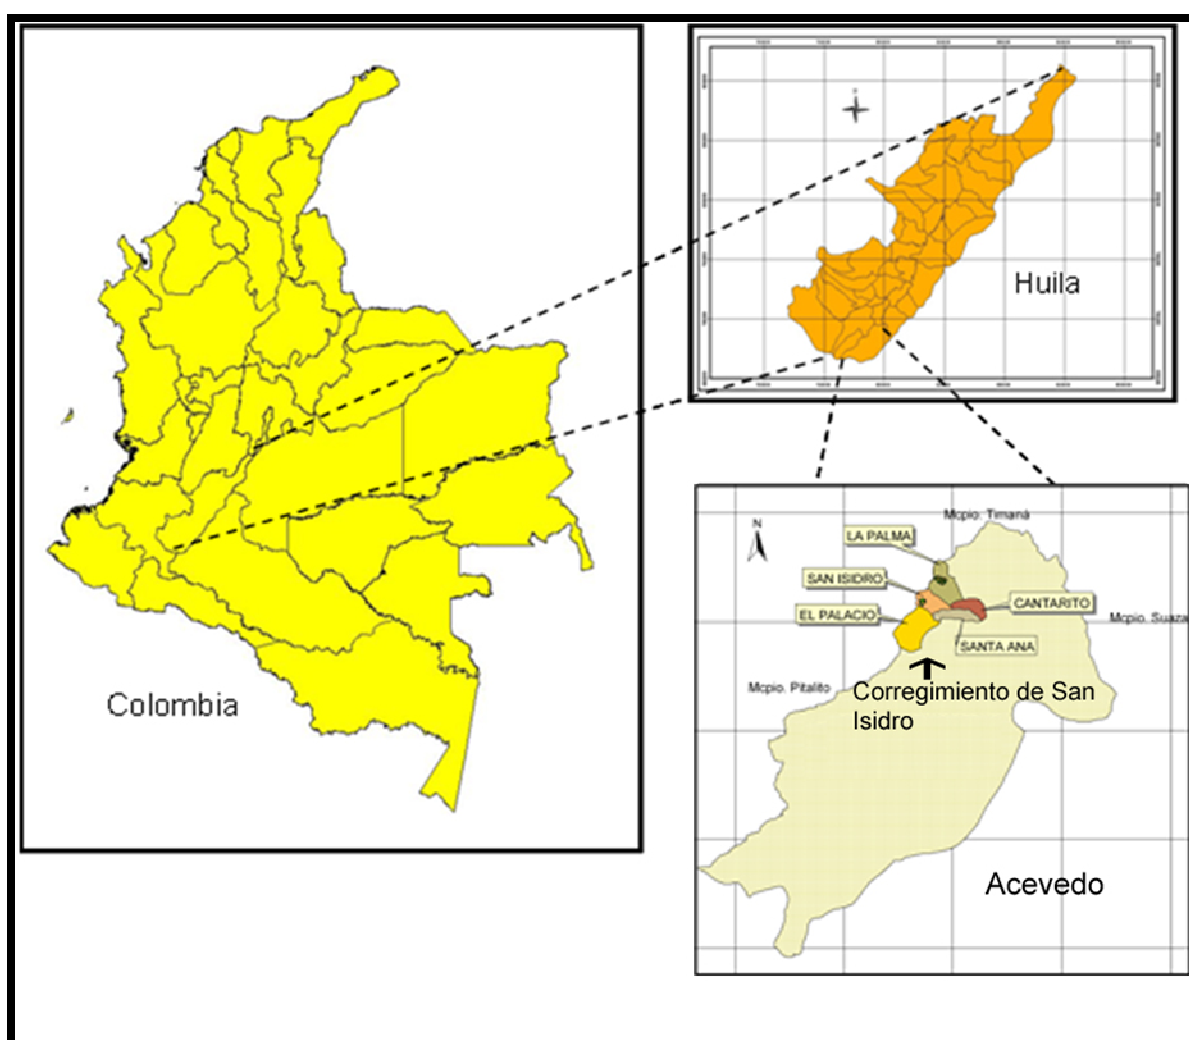 Colombia
Huila
N
Mcpio. Timaná
LA PALMA
SAN ISIDRO
CANTARITO
EL PALACIO
Mcpio. Suaza
SANTA ANA
Mcpio. Pitalito
Corregimiento de San
Isidro
Acevedo